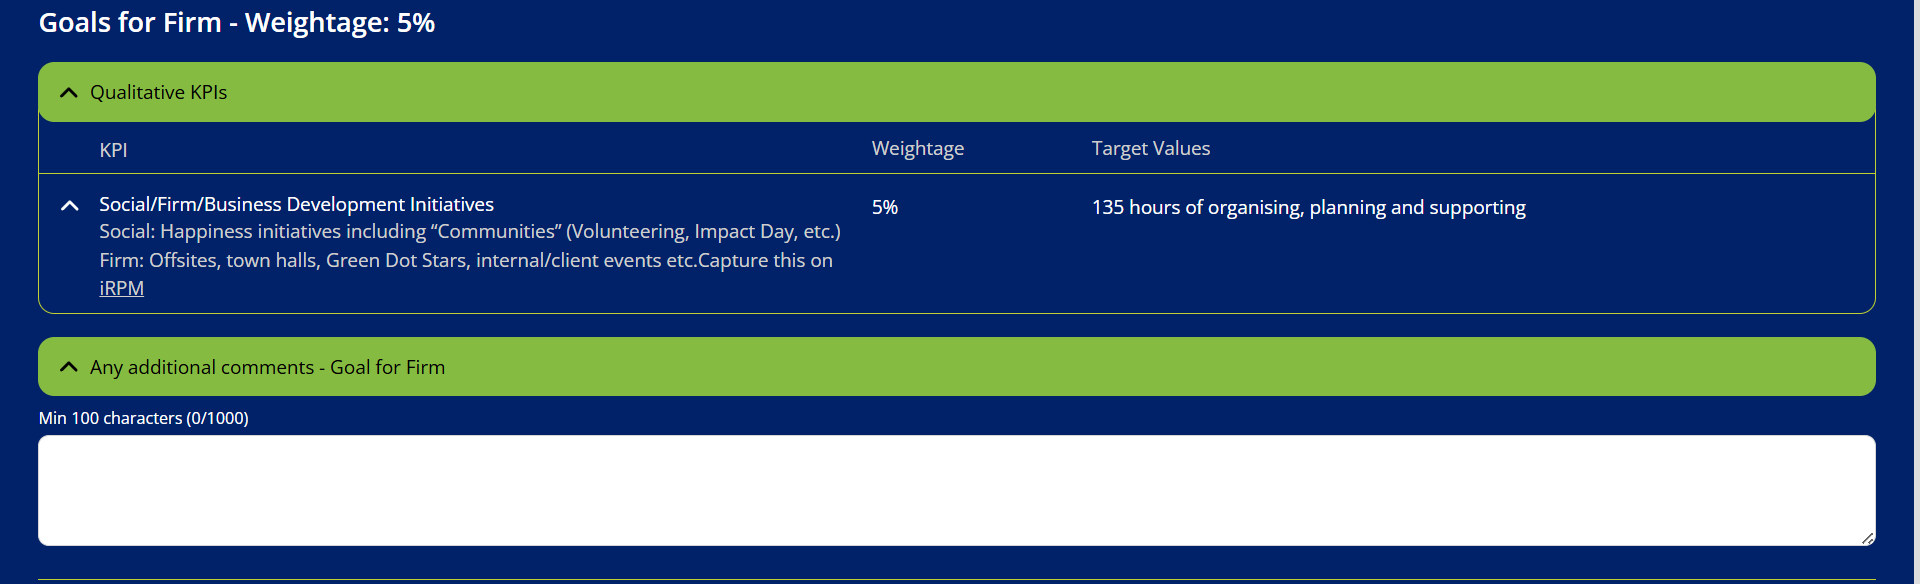 Goals for Firm - Weightage: 5%
Qualitative KPIs
KPI Weightage Target Values
Social/Firm/Business Development Initiatives 5% 135 hours of organising, planning and supporting
Social: Happiness initiatives including “Communities” (Volunteering, Impact Day, etc.)
Firm: Offsites, town halls, Green Dot Stars, internal/client events etc.Capture this on
iRPM
Any additional comments - Goal for Firm
Min 100 characters (0/1000)